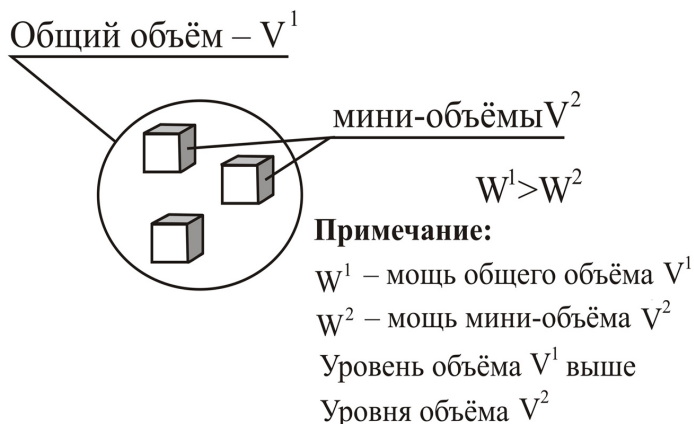 Общий объём – V¹
мини-объёмыV²
W¹>W²
Примечание:
W¹ – мощь общего объёма V¹
W² – мощь мини-объёма V²
Уровень объёма V¹ выше
Уровня объёма V²